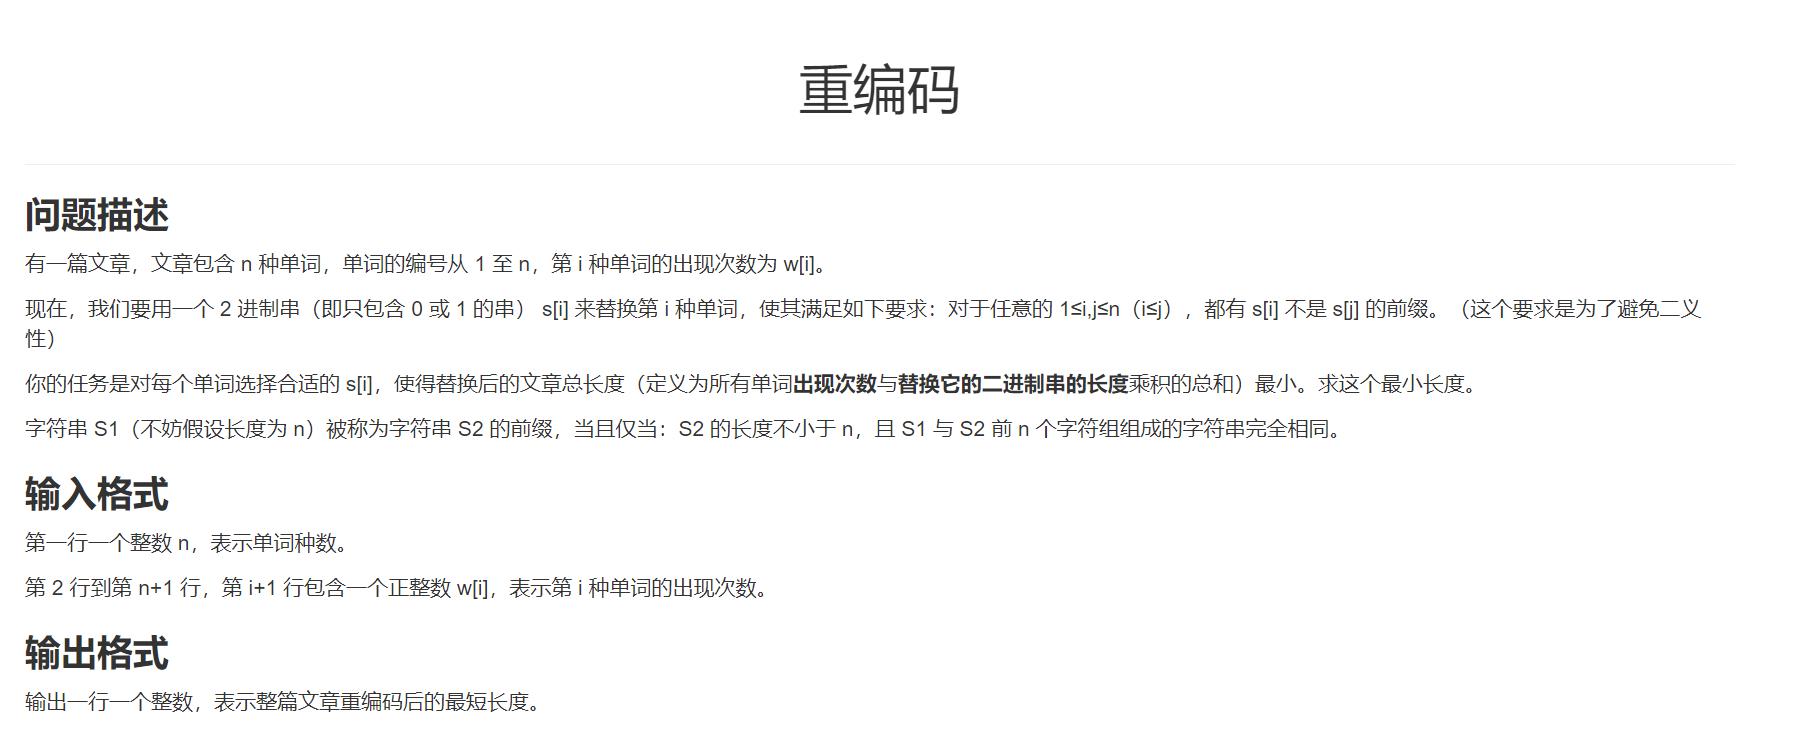 重编码
问题描述
有一篇文章，文章包含 n 种单词，单词的编号从 1 至 n，第 i 种单词的出现次数为 w[i]。
现在，我们要用一个 2 进制串（即只包含 0 或 1 的串） s[i] 来替换第 i 种单词，使其满足如下要求：对于任意的 1≤i,j≤n（i≤j），都有 s[i] 不是 s[j] 的前缀。（这个要求是为了避免二义
性）
你的任务是对每个单词选择合适的 s[i]，使得替换后的文章总长度（定义为所有单词出现次数与替换它的二进制串的长度乘积的总和）最小。求这个最小长度。
字符串 S1（不妨假设长度为 n）被称为字符串 S2 的前缀，当且仅当：S2 的长度不小于 n，且 S1 与 S2 前 n 个字符组组成的字符串完全相同。
输入格式
第一行一个整数 n，表示单词种数。
第 2 行到第 n+1 行，第 i+1 行包含一个正整数 w[i]，表示第 i 种单词的出现次数。
输出格式
输出一行一个整数，表示整篇文章重编码后的最短长度。